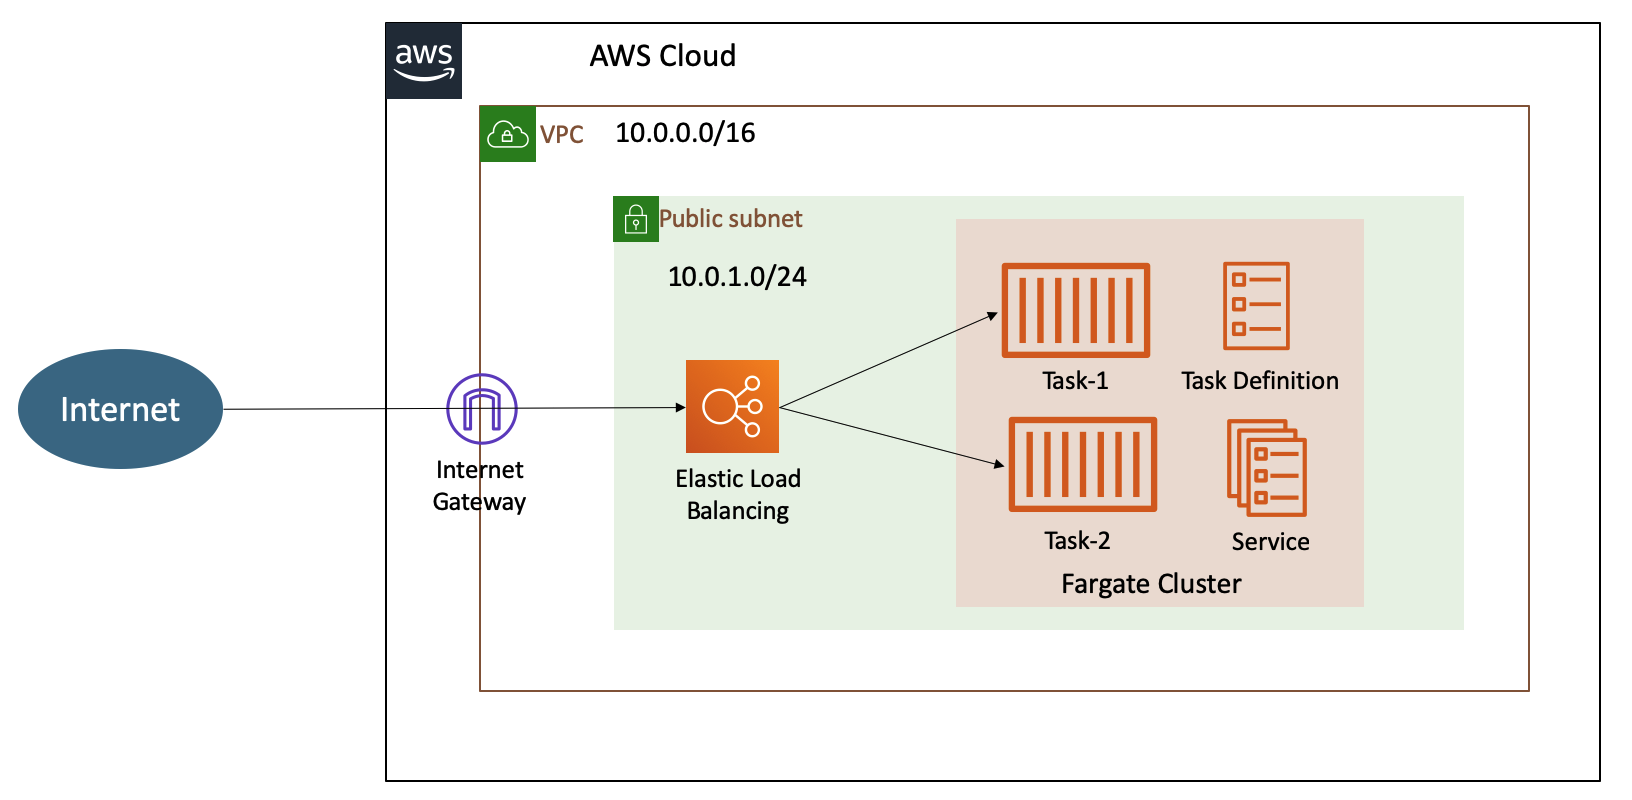 aws
AWS Cloud
VPC 10.0.0.0/16
Public subnet
10.0.1.0/24
Internet
Internet
Gateway
Elastic Load
Balancing
Task-1
Task Definition
Task-2
Service
Fargate Cluster